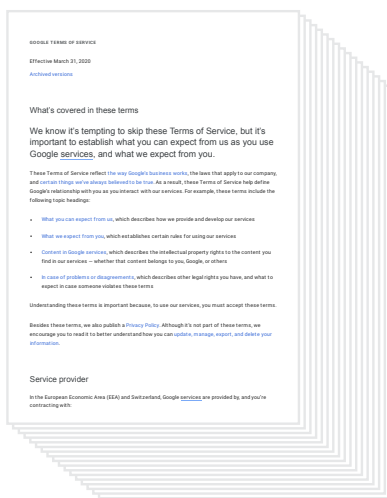 GOOGLE TERMS OF SERVICE
Effective March 31, 2020
Archived versions
What's covered in these terms
We know it's tempting to skip these Terms of Service, but it's
important to establish what you can expect from us as you use
Google services, and what we expect from you.
These Terms of Service reflect the way Google's business works, the laws that apply to our company,
and certain things we've always believed to be true. As a result, these Terms of Service help define
Google's relationship with you as you interact with our services. For example, these terms include the
following topic headings:
• What you can expect from us, which describes how we provide and develop our services
• What we expect from you, which establishes certain rules for using our services
• Content in Google services, which describes the intellectual property rights to the content you
find in our services — whether that content belongs to you, Google, or others
• In case of problems or disagreements, which describes other legal rights you have, and what to
expect in case someone violates these terms
Understanding these terms is important because, to use our services, you must accept these terms.
Besides these terms, we also publish a Privacy Policy. Although it's not part of these terms, we
encourage you to read it to better understand how you can update, manage, export, and delete your
information.
Service provider
In the European Economic Area (EEA) and Switzerland, Google services are provided by, and you're
contracting with: